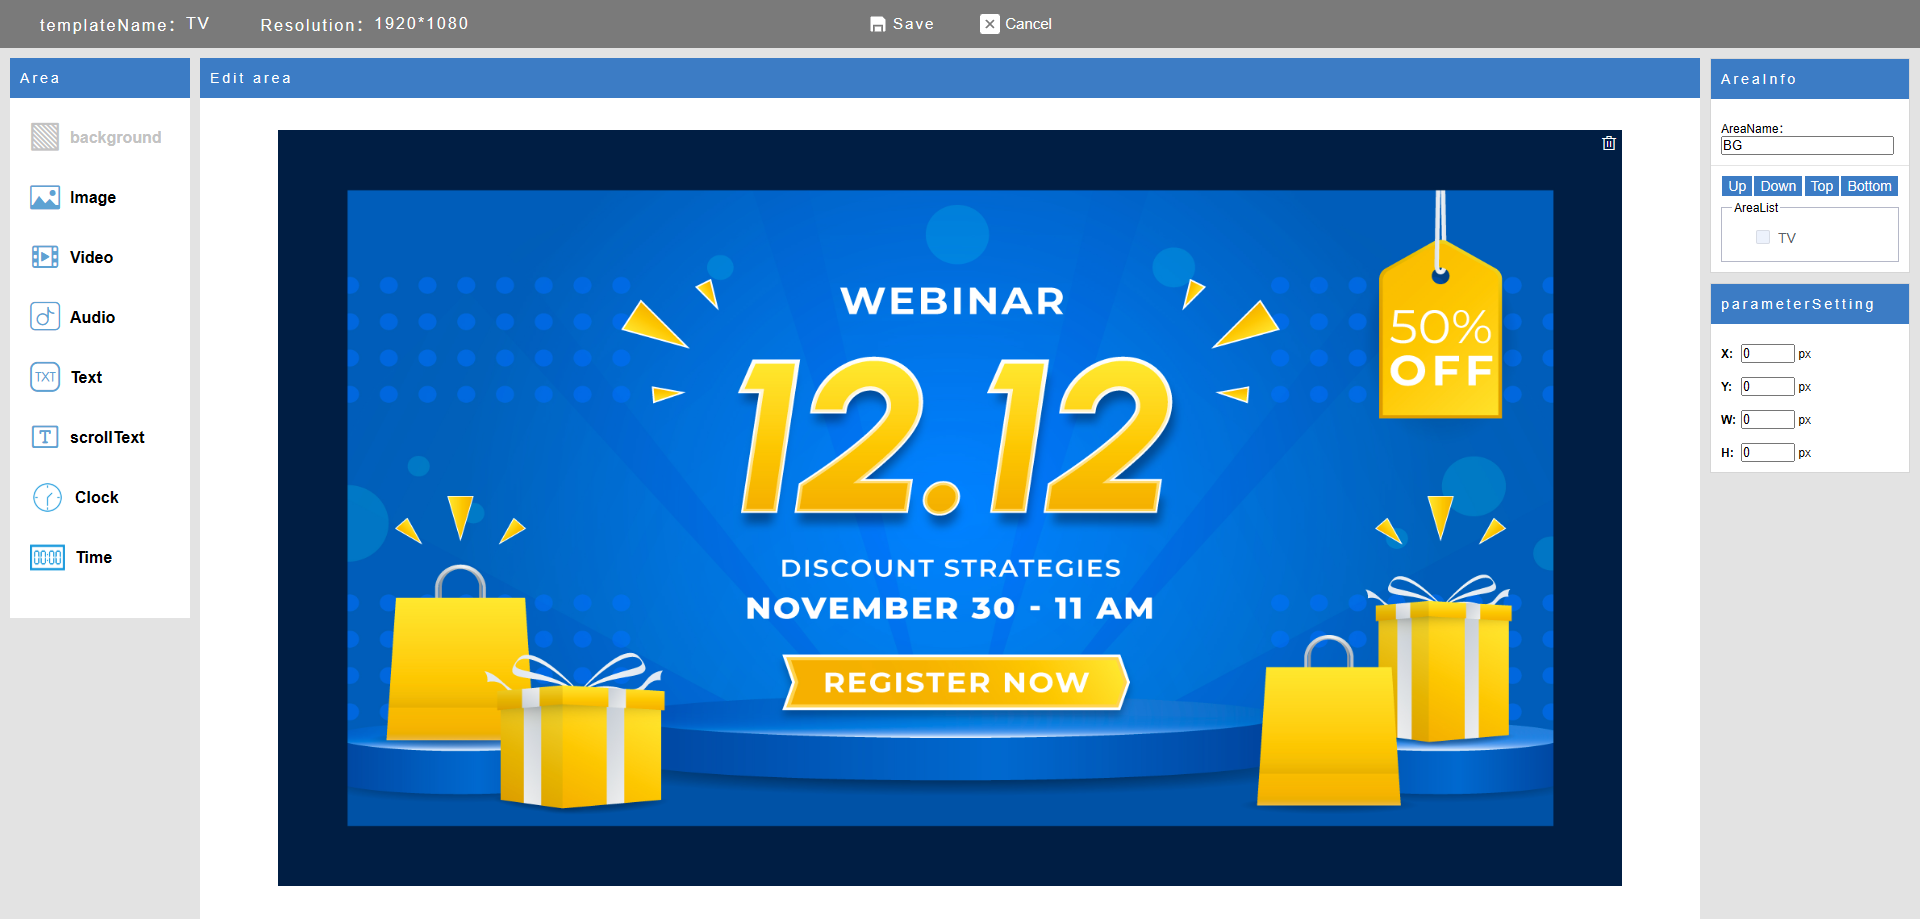 templateName：TV
Resolution：1920*1080
Save
Cancel
Area
background
Image
Video
Audio
TXT Text
T scrollText
Clock
00:00 Time
Edit area
WEBINAR
12.12
DISCOUNT STRATEGIES
NOVEMBER 30 - 11 AM
REGISTER NOW
50%
OFF
AreaInfo
AreaName：
BG
Up Down Top Bottom
AreaList
TV
parameterSetting
X: 0 px
Y: 0 px
W: 0 px
H: 0 px